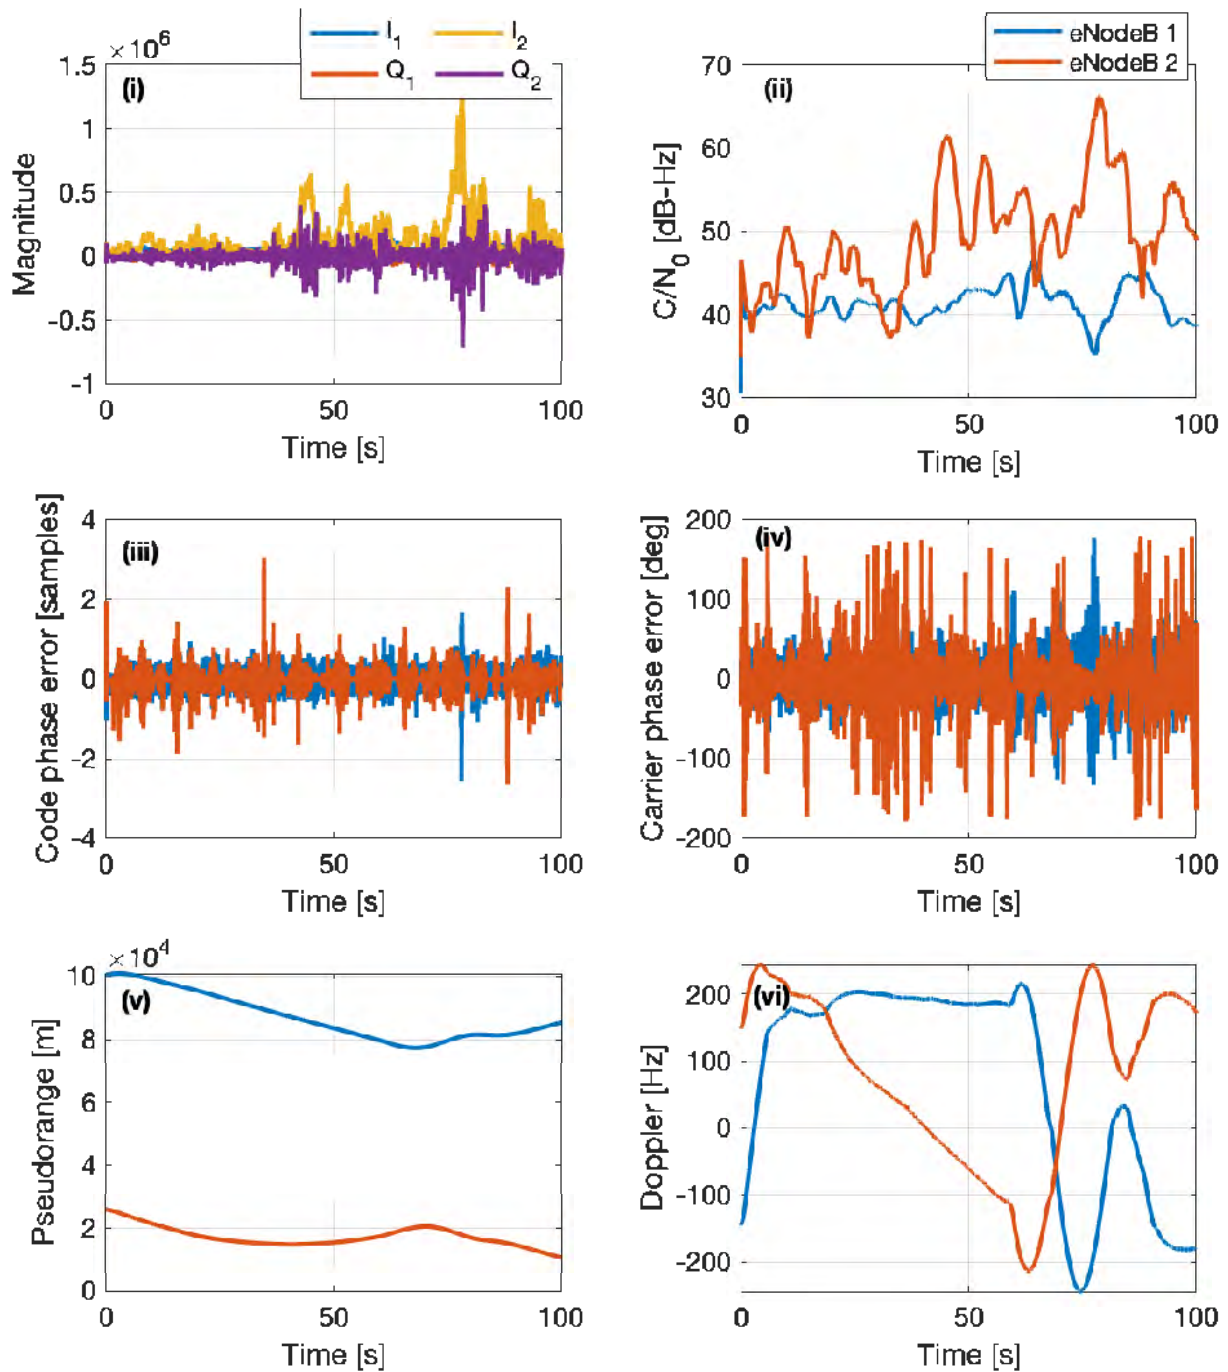 I₁ I₂
Q₁ Q₂
×10⁶
(i)
1.5
1
0.5
0
-0.5
-1
Magnitude
0 50 100
Time [s]
eNodeB 1
eNodeB 2
(ii)
70
60
50
40
30
C/N₀ [dB-Hz]
0 50 100
Time [s]
(iii)
4
2
0
-2
-4
Code phase error [samples]
0 50 100
Time [s]
(iv)
200
100
0
-100
-200
Carrier phase error [deg]
0 50 100
Time [s]
×10⁴
(v)
10
8
6
4
2
0
Pseudorange [m]
0 50 100
Time [s]
(vi)
200
100
0
-100
-200
Doppler [Hz]
0 50 100
Time [s]